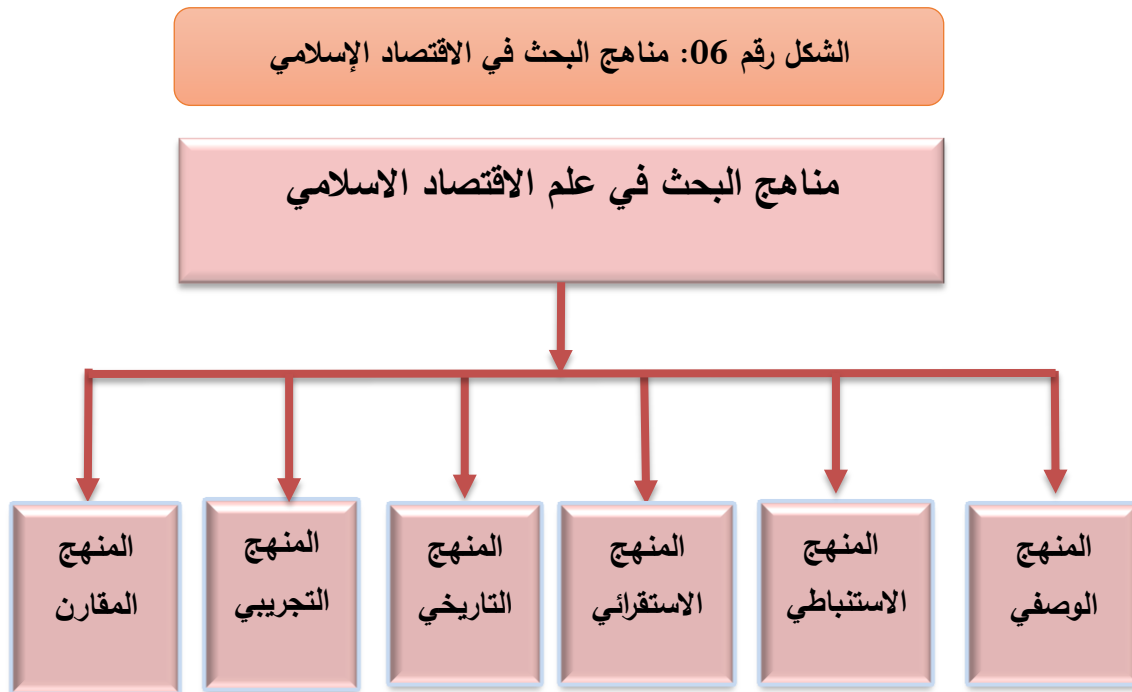 الشكل رقم 06: مناهج البحث في الاقتصاد الإسلامي
مناهج البحث في علم الاقتصاد الاسلامي
المنهج
الوصفي
المنهج
الاستنباطي
المنهج
الاستقرائي
المنهج
التاريخي
المنهج
التجريبي
المنهج
المقارن